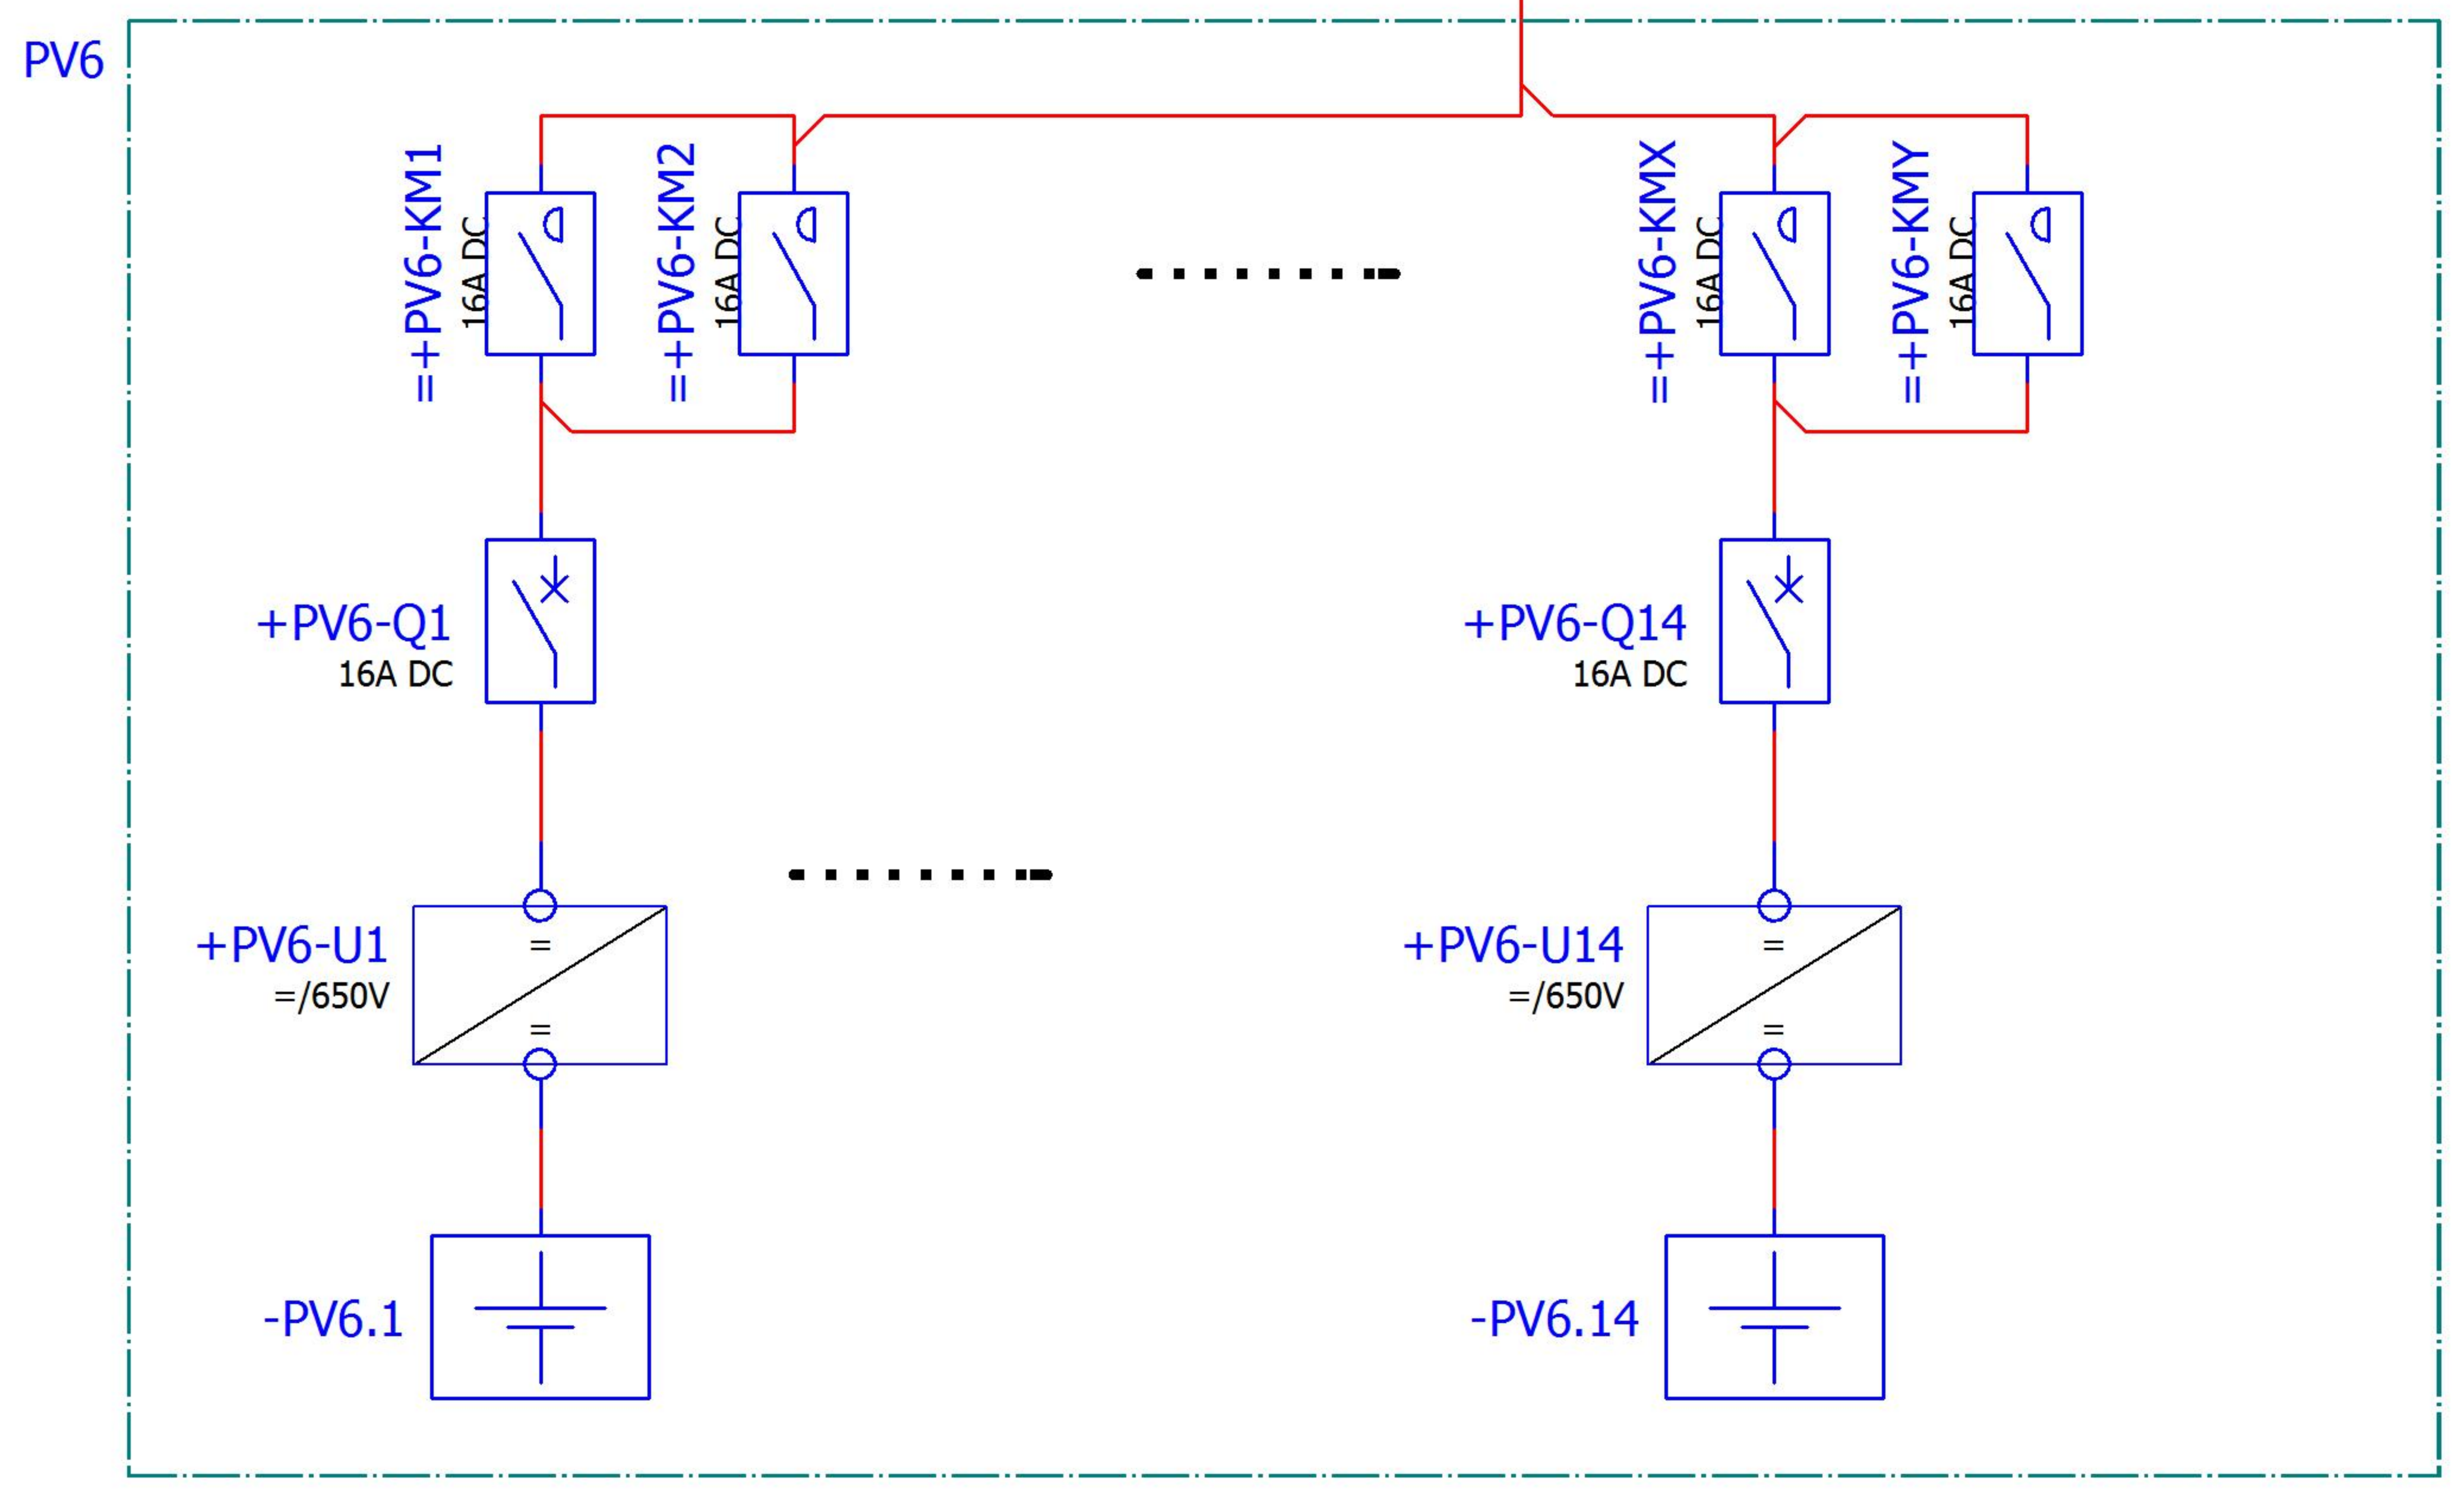 PV6
=+PV6-KM1
16A DC
=+PV6-KM2
16A DC
=+PV6-KMX
16A DC
=+PV6-KMY
16A DC
+PV6-Q1
16A DC
+PV6-Q14
16A DC
+PV6-U1
=/650V
=
=
+PV6-U14
=/650V
=
=
-PV6.1
-PV6.14